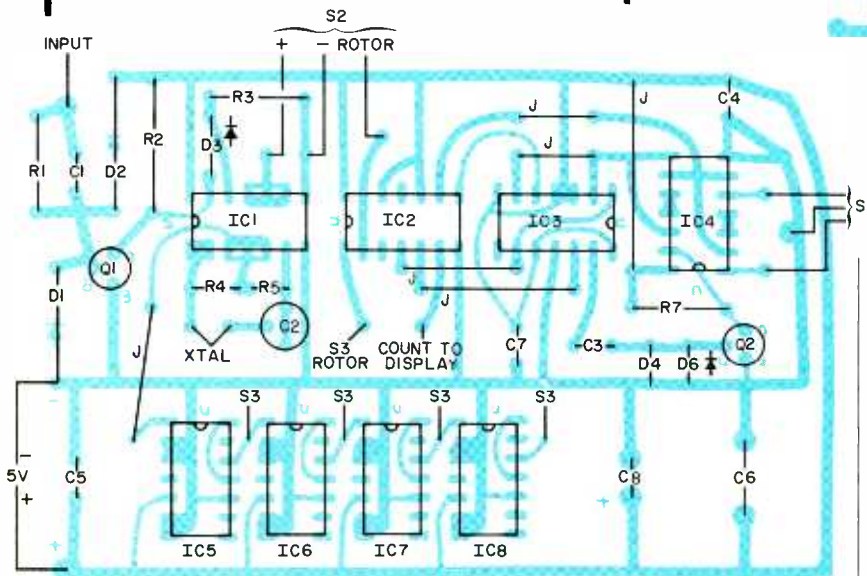 S2
INPUT
+ − ROTOR
R3
J
J
C4
R1
C1
D2
R2
D3
J
IC1
IC2
IC3
IC4
S
Q1
D1
R4
R5
J
J
R7
C2
XTAL
S3
ROTOR
COUNT TO
DISPLAY
C7
C3
D4
D6
Q2
J
S3
S3
S3
S3
−
5V
+
C5
C8
+
C6
IC5
IC6
IC7
IC8
+